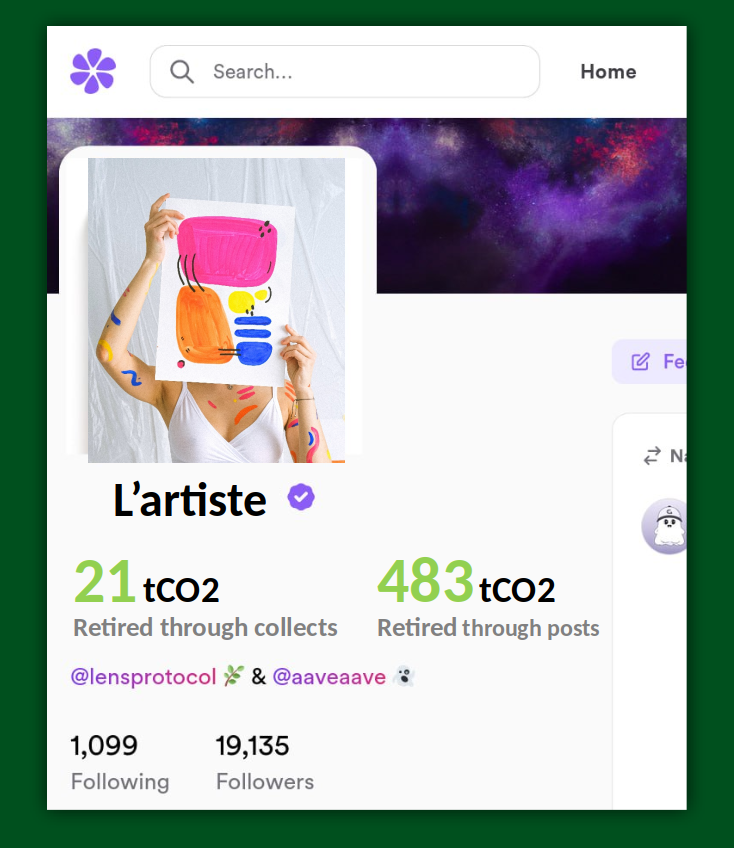 Search...
Home
Fe
Na
L’artiste
21 tCO2
Retired through collects
483 tCO2
Retired through posts
@lensprotocol 🌿 & @aaveaave 👻
1,099
Following
19,135
Followers